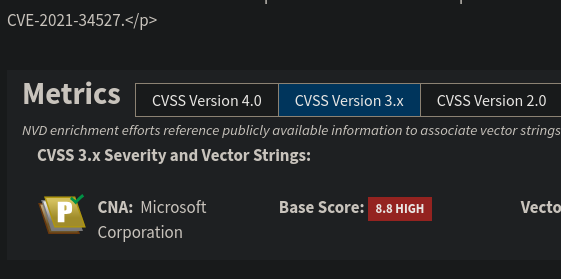 CVE-2021-34527.</p>
Metrics CVSS Version 4.0 CVSS Version 3.x CVSS Version 2.0
NVD enrichment efforts reference publicly available information to associate vector strings
CVSS 3.x Severity and Vector Strings:
P CNA: Microsoft Corporation
Base Score: 8.8 HIGH
Vecto